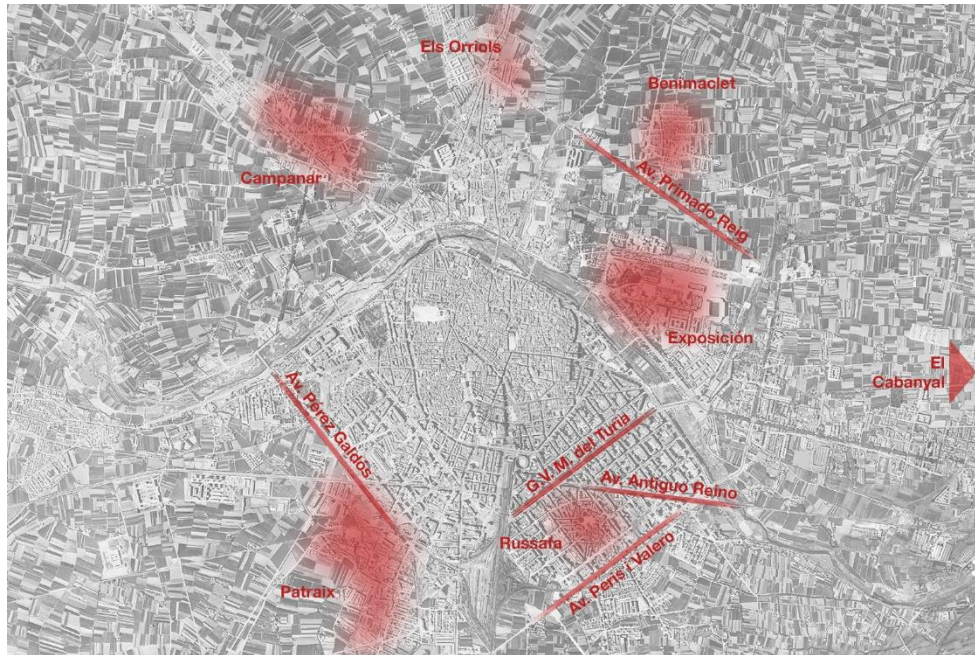 Els Orriols
Benimaclet
Campanar
Av. Primado Reig
Exposición
El
Cabanyal
Av. Perez Galdós
G.V. M. del Turia
Av. Antiguo Reino
Russafa
Av. Peris i Valero
Patraix